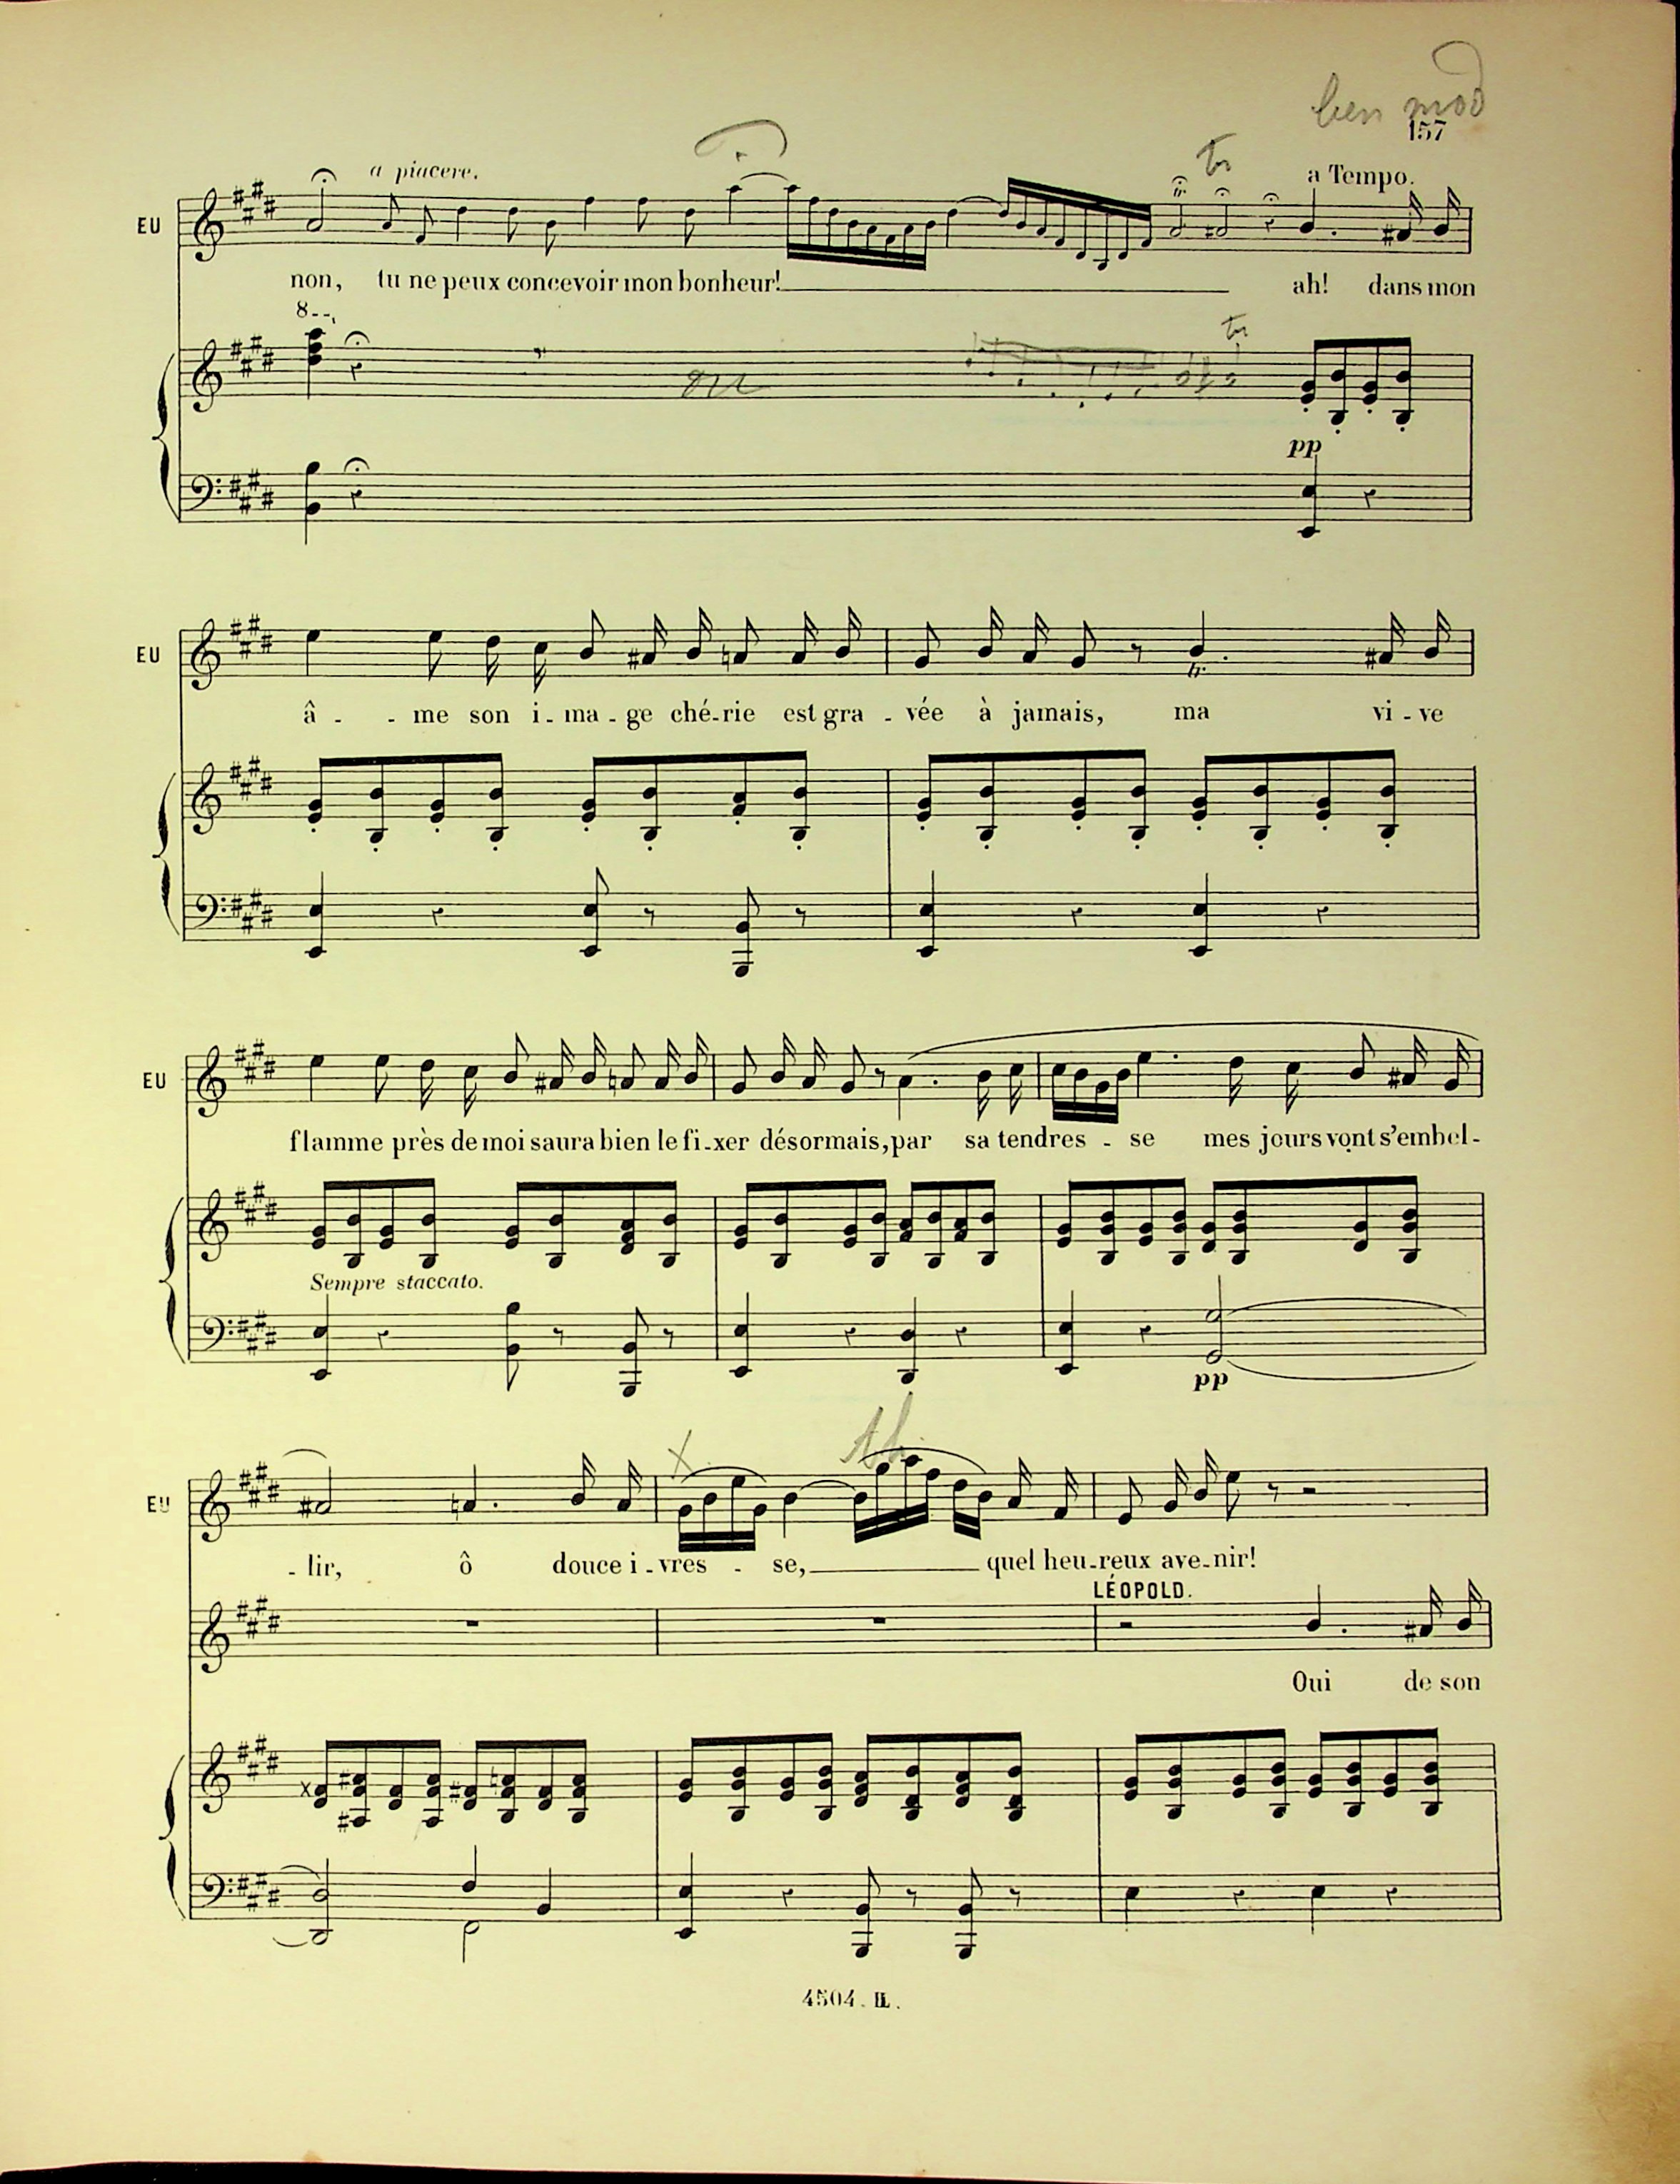 ben mod
157
a piacere.
tr
a Tempo.
EU
non, tu ne peux concevoir mon bonheur! ah! dans mon
8--
tr
pp
EU
â - - me son i - ma - ge ché - rie est gra - vée à jamais, ma vi - ve
EU
flamme près de moi saura bien le fi - xer désormais, par sa tendres - se mes jours vont s'embel -
Sempre staccato.
pp
X Ah
EU
- lir, ô douce i - vres - se, quel heu - reux ave - nir!
LÉOPOLD.
Oui de son
4504. H.